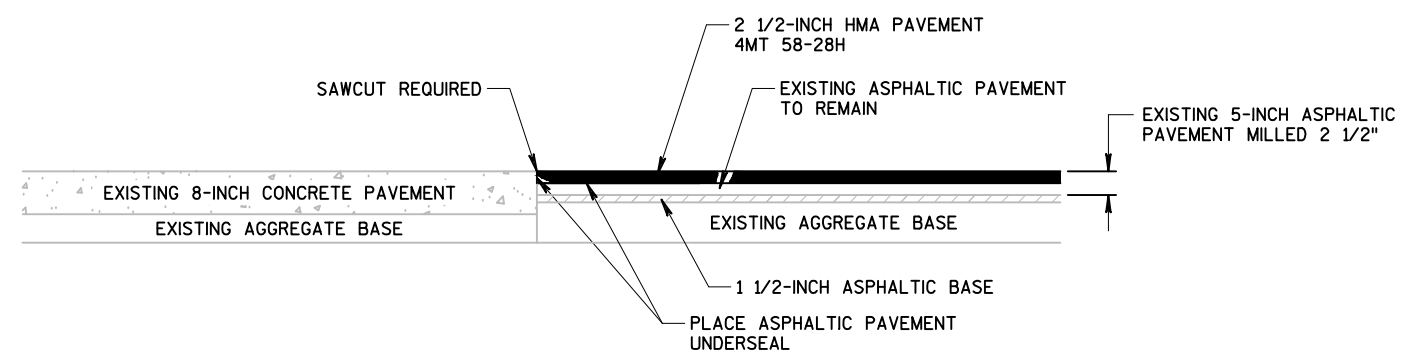 2 1/2-INCH HMA PAVEMENT
4MT 58-28H
SAWCUT REQUIRED
EXISTING ASPHALTIC PAVEMENT
TO REMAIN
EXISTING 5-INCH ASPHALTIC
PAVEMENT MILLED 2 1/2"
EXISTING 8-INCH CONCRETE PAVEMENT
EXISTING AGGREGATE BASE
EXISTING AGGREGATE BASE
1 1/2-INCH ASPHALTIC BASE
PLACE ASPHALTIC PAVEMENT
UNDERSEAL